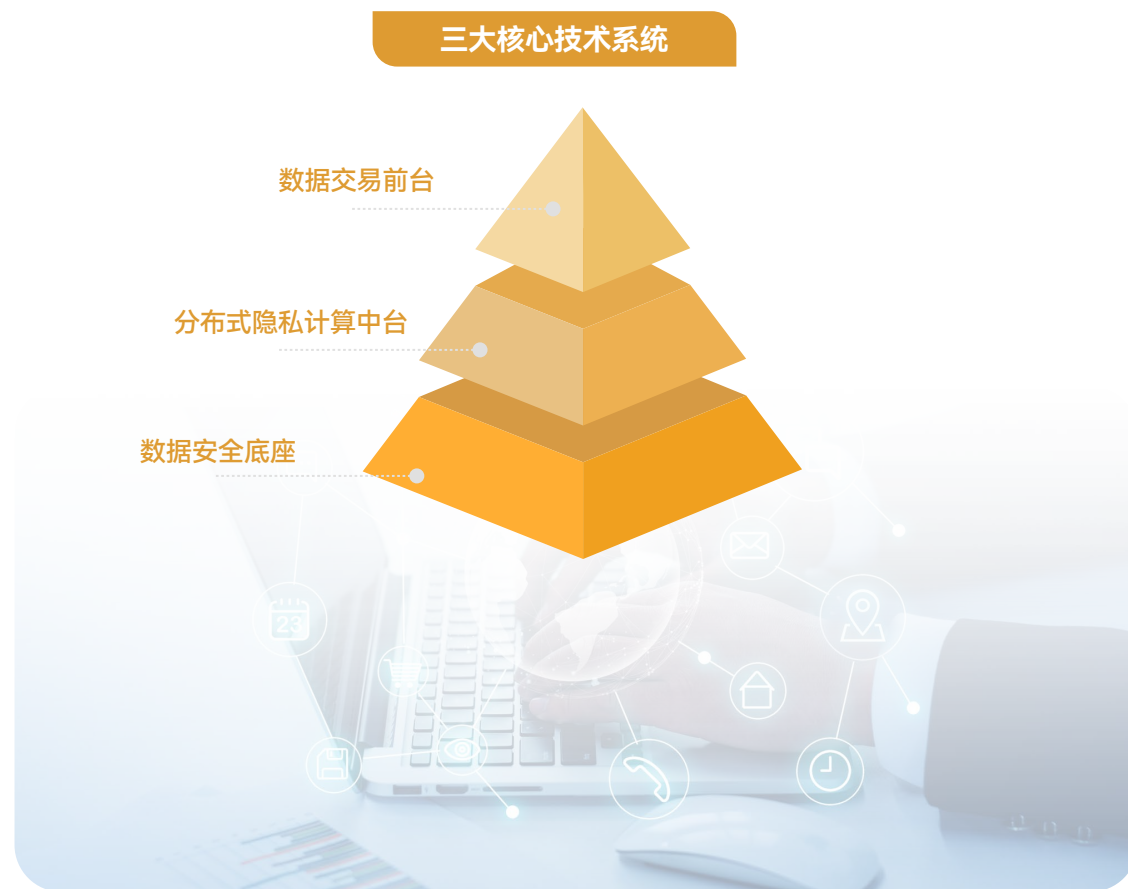 三大核心技术系统
数据交易前台
分布式隐私计算中台
数据安全底座
23